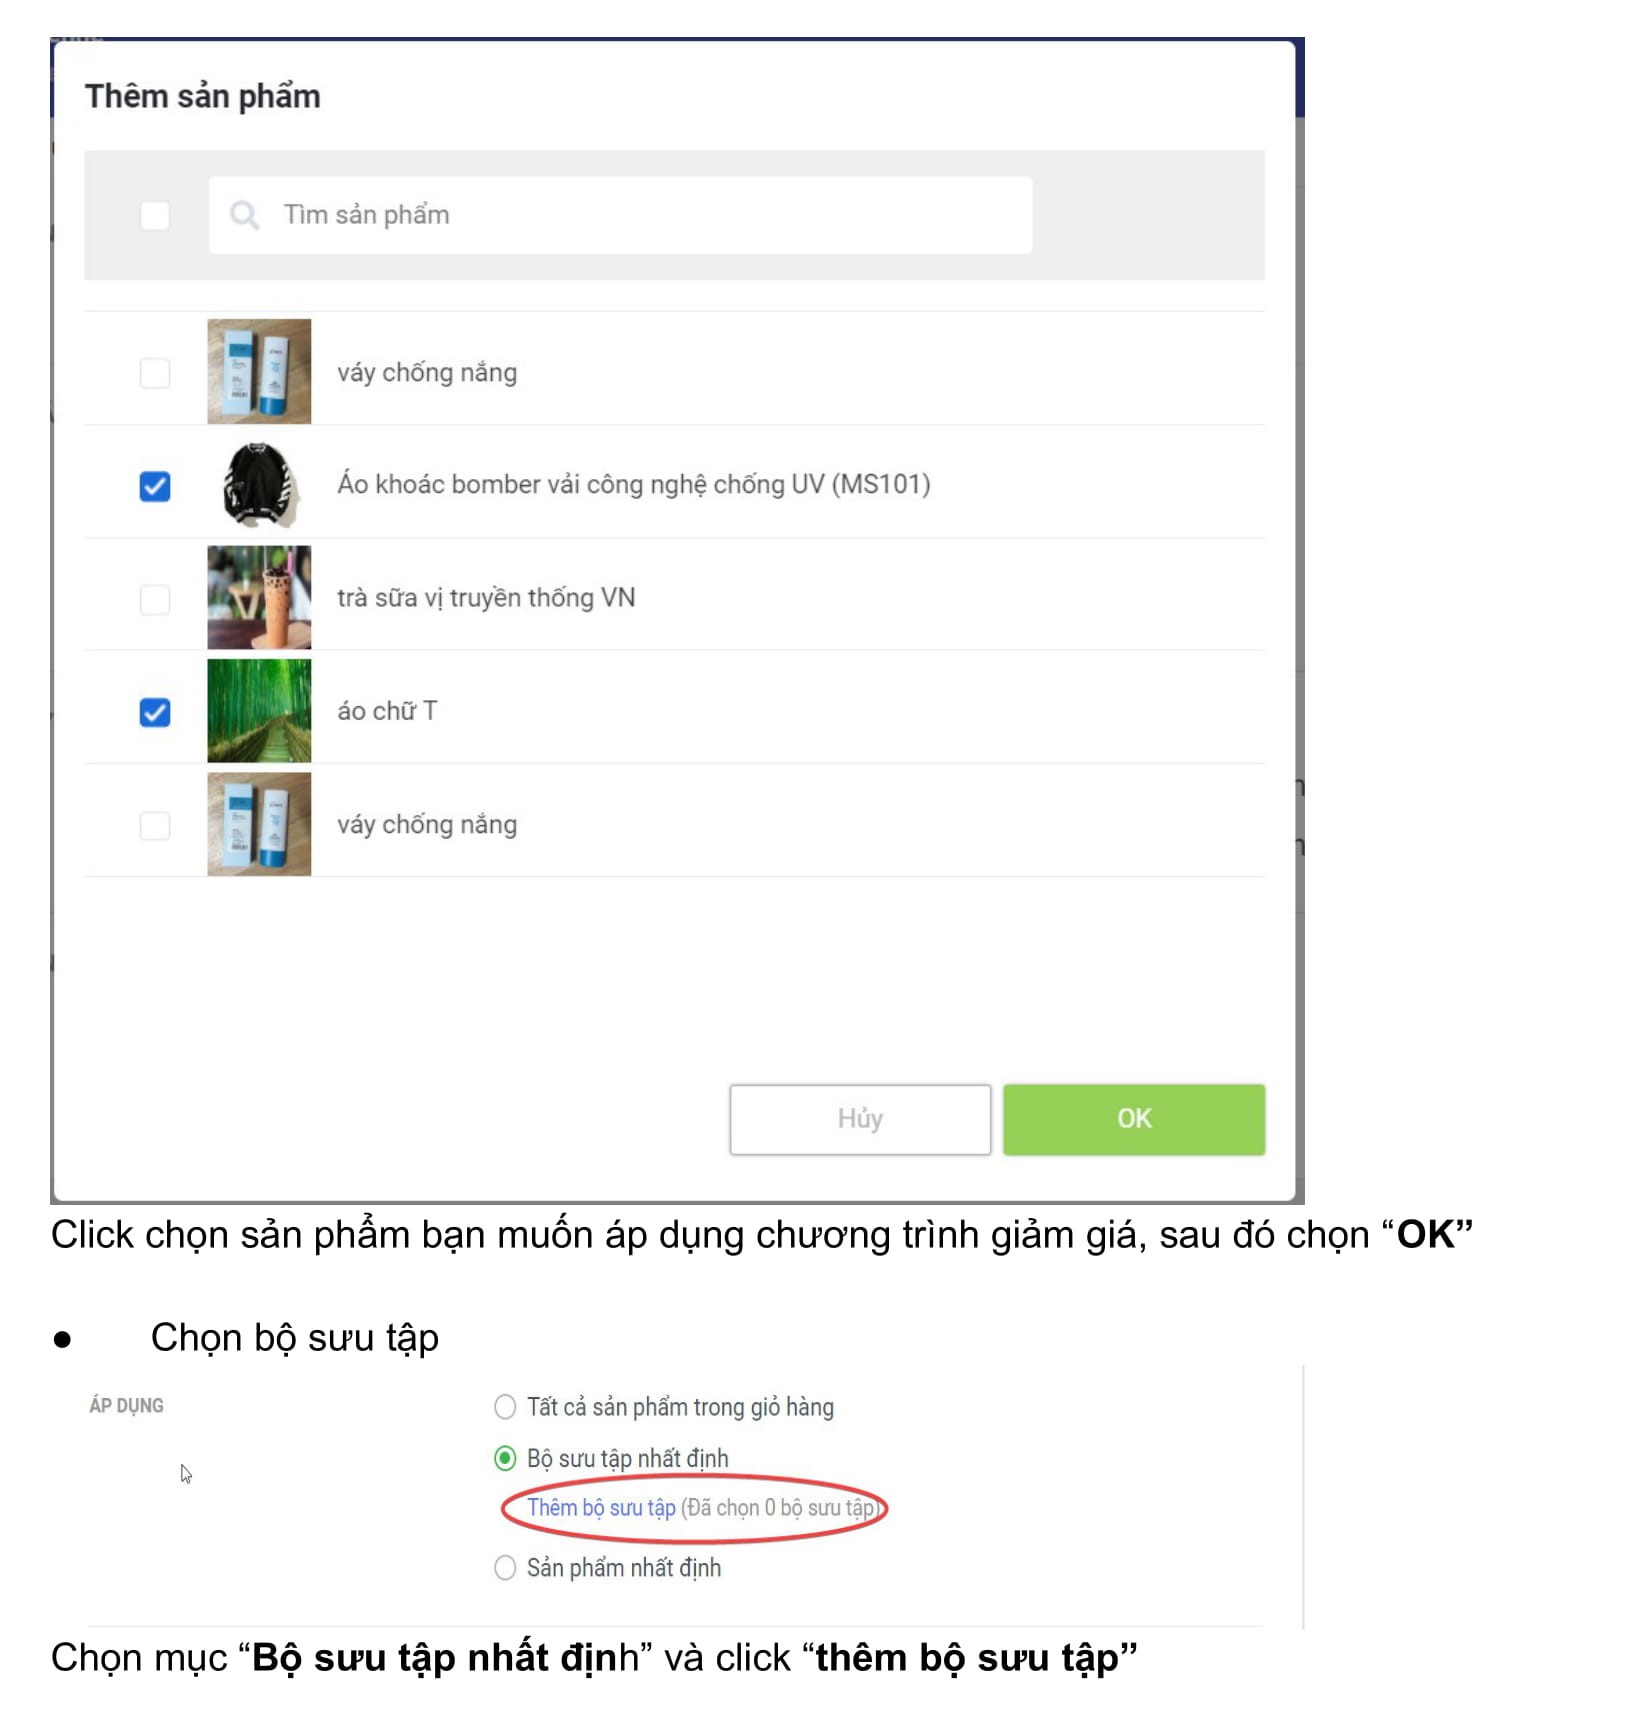 Thêm sản phẩm
Tìm sản phẩm
váy chống nắng
Áo khoác bomber vải công nghệ chống UV (MS101)
trà sữa vị truyền thống VN
áo chữ T
váy chống nắng
Hủy
OK
Click chọn sản phẩm bạn muốn áp dụng chương trình giảm giá, sau đó chọn “OK”
● Chọn bộ sưu tập
ÁP DỤNG
Tất cả sản phẩm trong giỏ hàng
Bộ sưu tập nhất định
Thêm bộ sưu tập (Đã chọn 0 bộ sưu tập)
Sản phẩm nhất định
Chọn mục “Bộ sưu tập nhất định” và click “thêm bộ sưu tập”